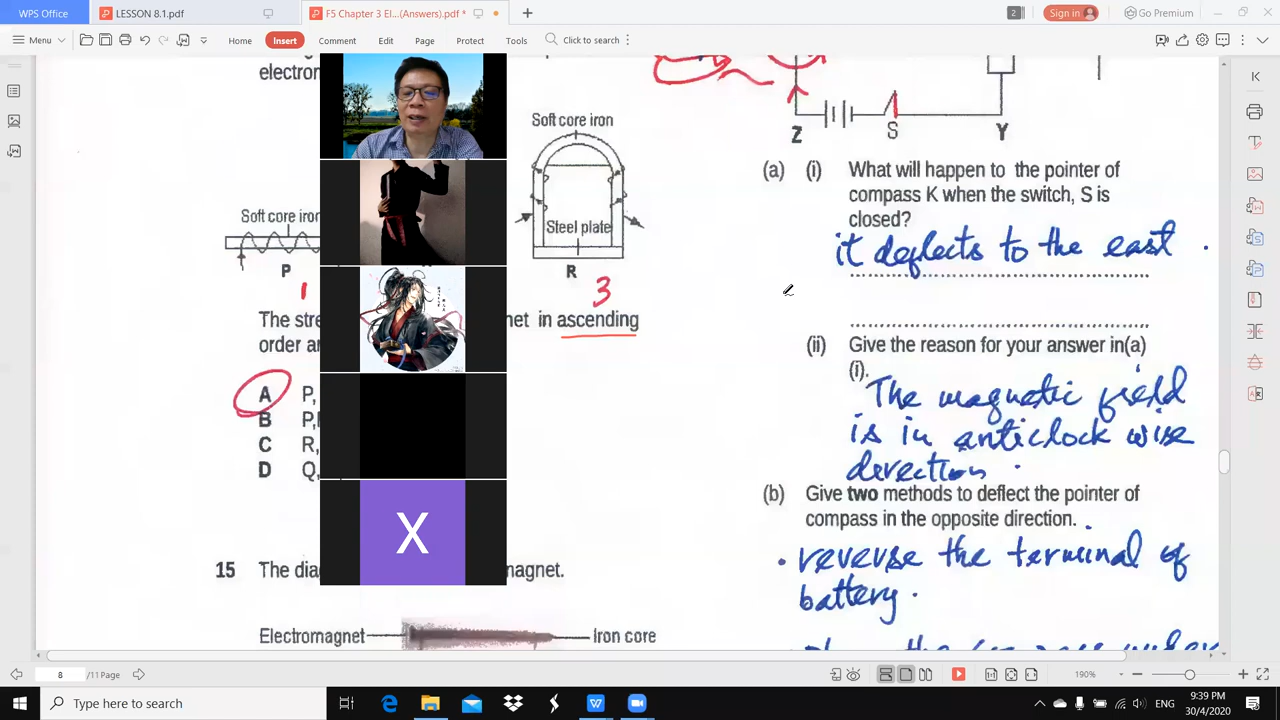 WPS Office
LESSON 8.1.pdf
F5 Chapter 3 El...(Answers).pdf *
+
2
Sign in
Go Premium
Menu
Home
Insert
Comment
Edit
Page
Protect
Tools
Click to search
electrom
Soft core iron
P
1
Soft core iron
Steel plate
R
3
The stre
net in ascending
order ar
A P,
B P,
C R,
D Q,
15 The dia
nagnet.
Electromagnet
Iron core
X
Z
S
Y
(a) (i) What will happen to the pointer of
compass K when the switch, S is
closed?
it deflects to the east.
(ii) Give the reason for your answer in(a)
(i).
The magnetic field
is in anticlock wise
direction.
(b) Give two methods to deflect the pointer of
compass in the opposite direction.
• reverse the terminal of
battery.
8
/11 Page
190%
Type here to search
ENG
9:39 PM
30/4/2020